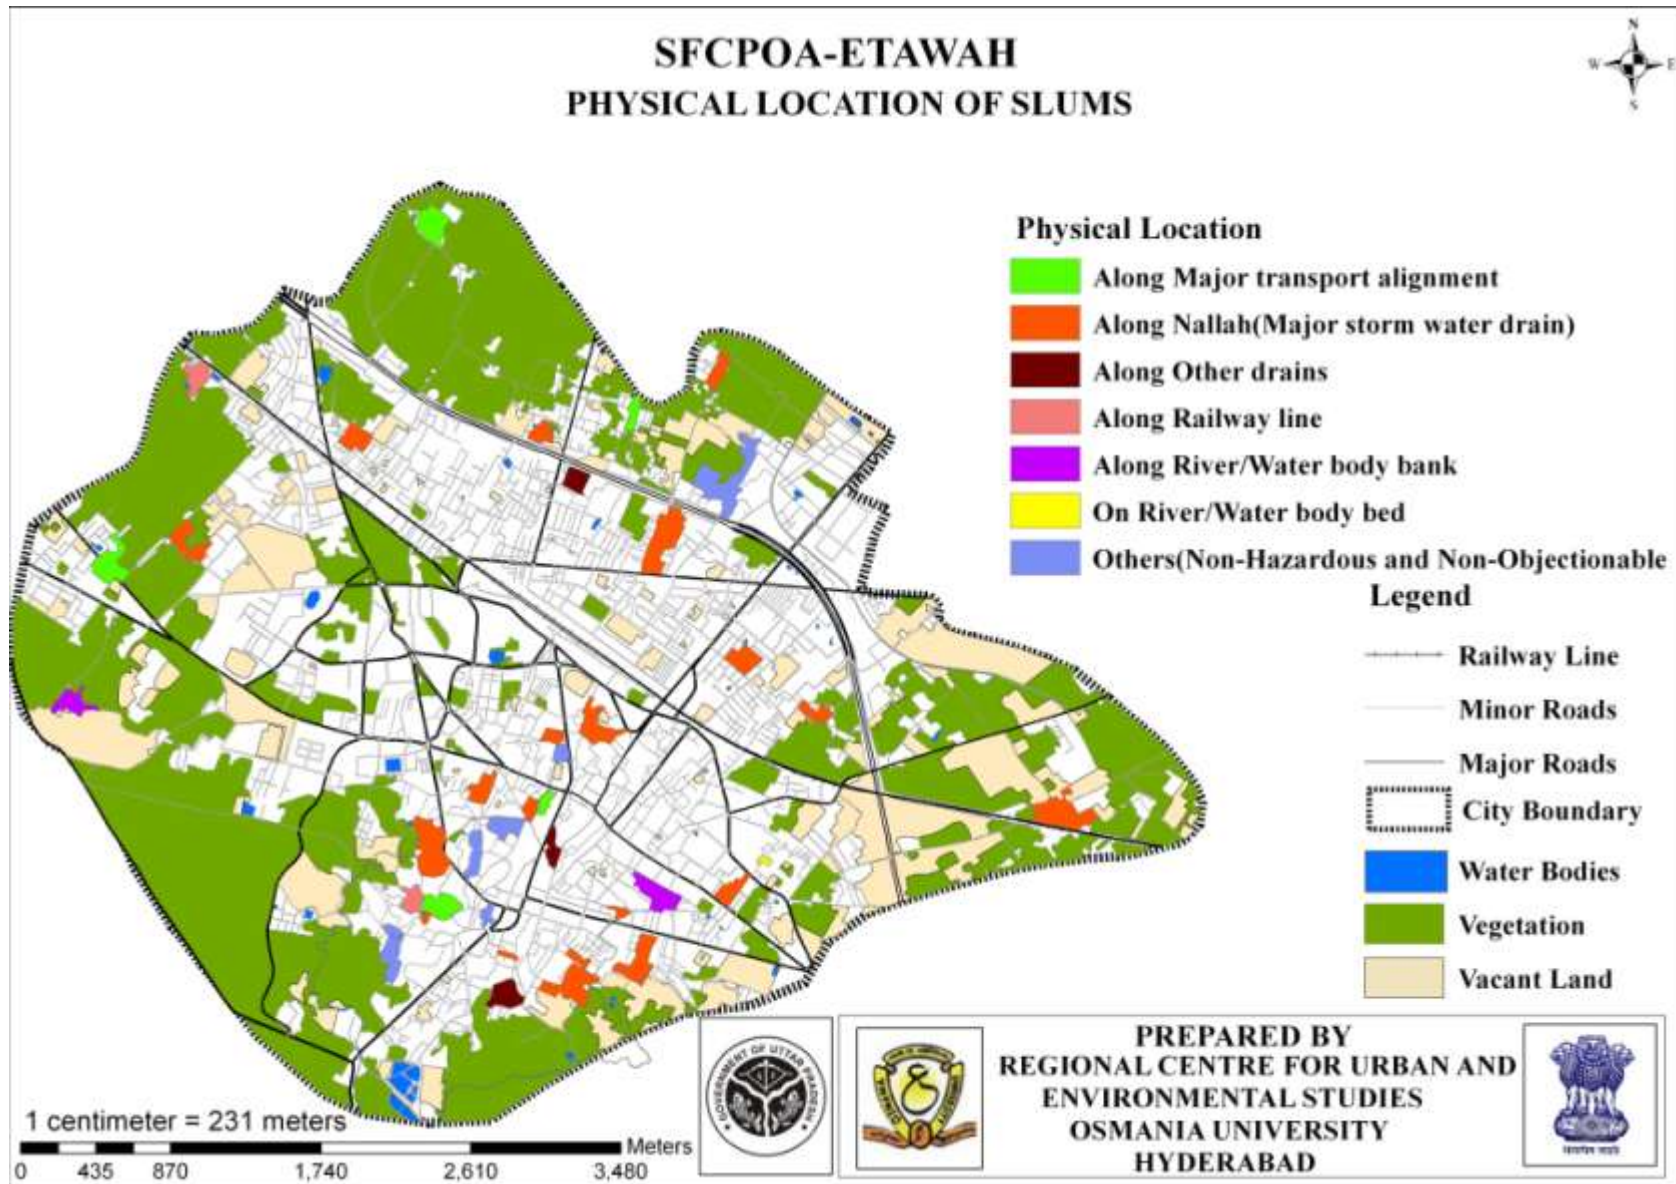 SFCPOA-ETAWAH
PHYSICAL LOCATION OF SLUMS
N
W E
S
Physical Location
Along Major transport alignment
Along Nallah(Major storm water drain)
Along Other drains
Along Railway line
Along River/Water body bank
On River/Water body bed
Others(Non-Hazardous and Non-Objectionable
Legend
Railway Line
Minor Roads
Major Roads
City Boundary
Water Bodies
Vegetation
Vacant Land
1 centimeter = 231 meters
Meters
0 435 870 1,740 2,610 3,480
GOVERNMENT OF UTTAR PRADESH
PREPARED BY
REGIONAL CENTRE FOR URBAN AND
ENVIRONMENTAL STUDIES
OSMANIA UNIVERSITY
HYDERABAD